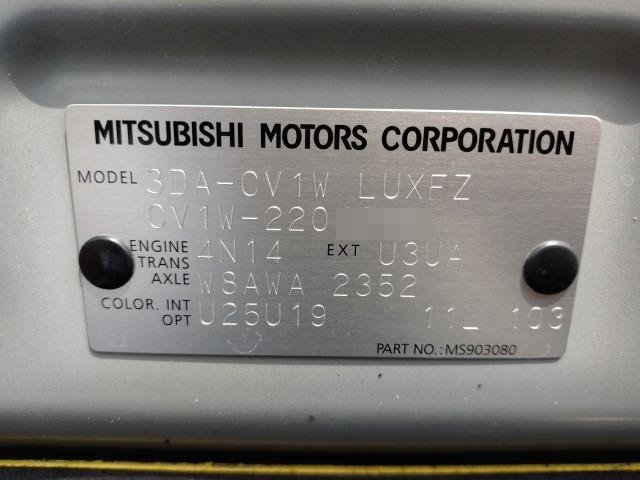 MITSUBISHI MOTORS CORPORATION
MODEL 3DA-CV1W LUXFZ
CV1W-220
ENGINE 4N14 EXT U3UA
TRANS AXLE W8AWA 2352
COLOR. INT OPT U25U19 11L 103
PART NO.: MS903080